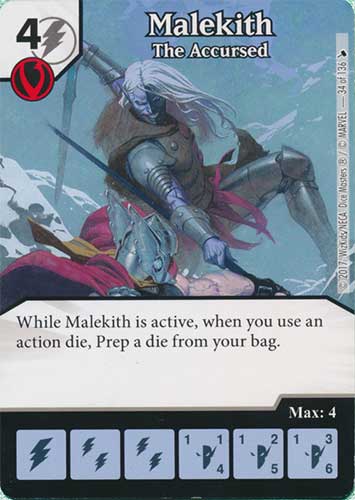 4
Malekith
The Accursed
© 2017 WizKids/NECA. Dice Masters ® / © MARVEL — 34 of 136
While Malekith is active, when you use an
action die, Prep a die from your bag.
Max: 4
1 1 4
1 2 5
1 3 6